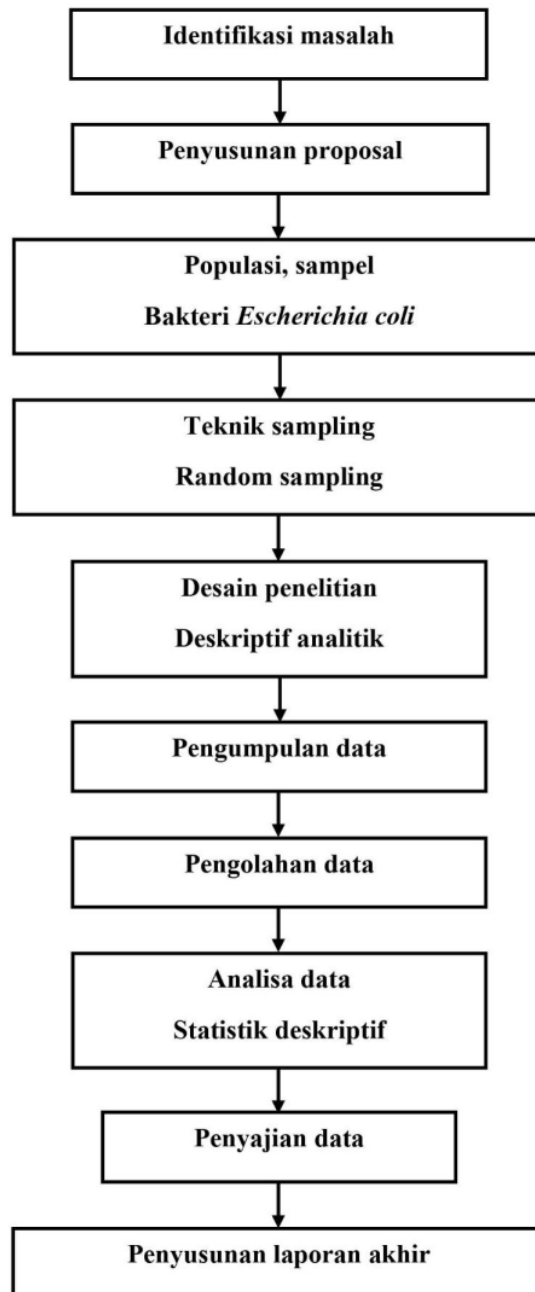 Identifikasi masalah
Penyusunan proposal
Populasi, sampel
Bakteri Escherichia coli
Teknik sampling
Random sampling
Desain penelitian
Deskriptif analitik
Pengumpulan data
Pengolahan data
Analisa data
Statistik deskriptif
Penyajian data
Penyusunan laporan akhir